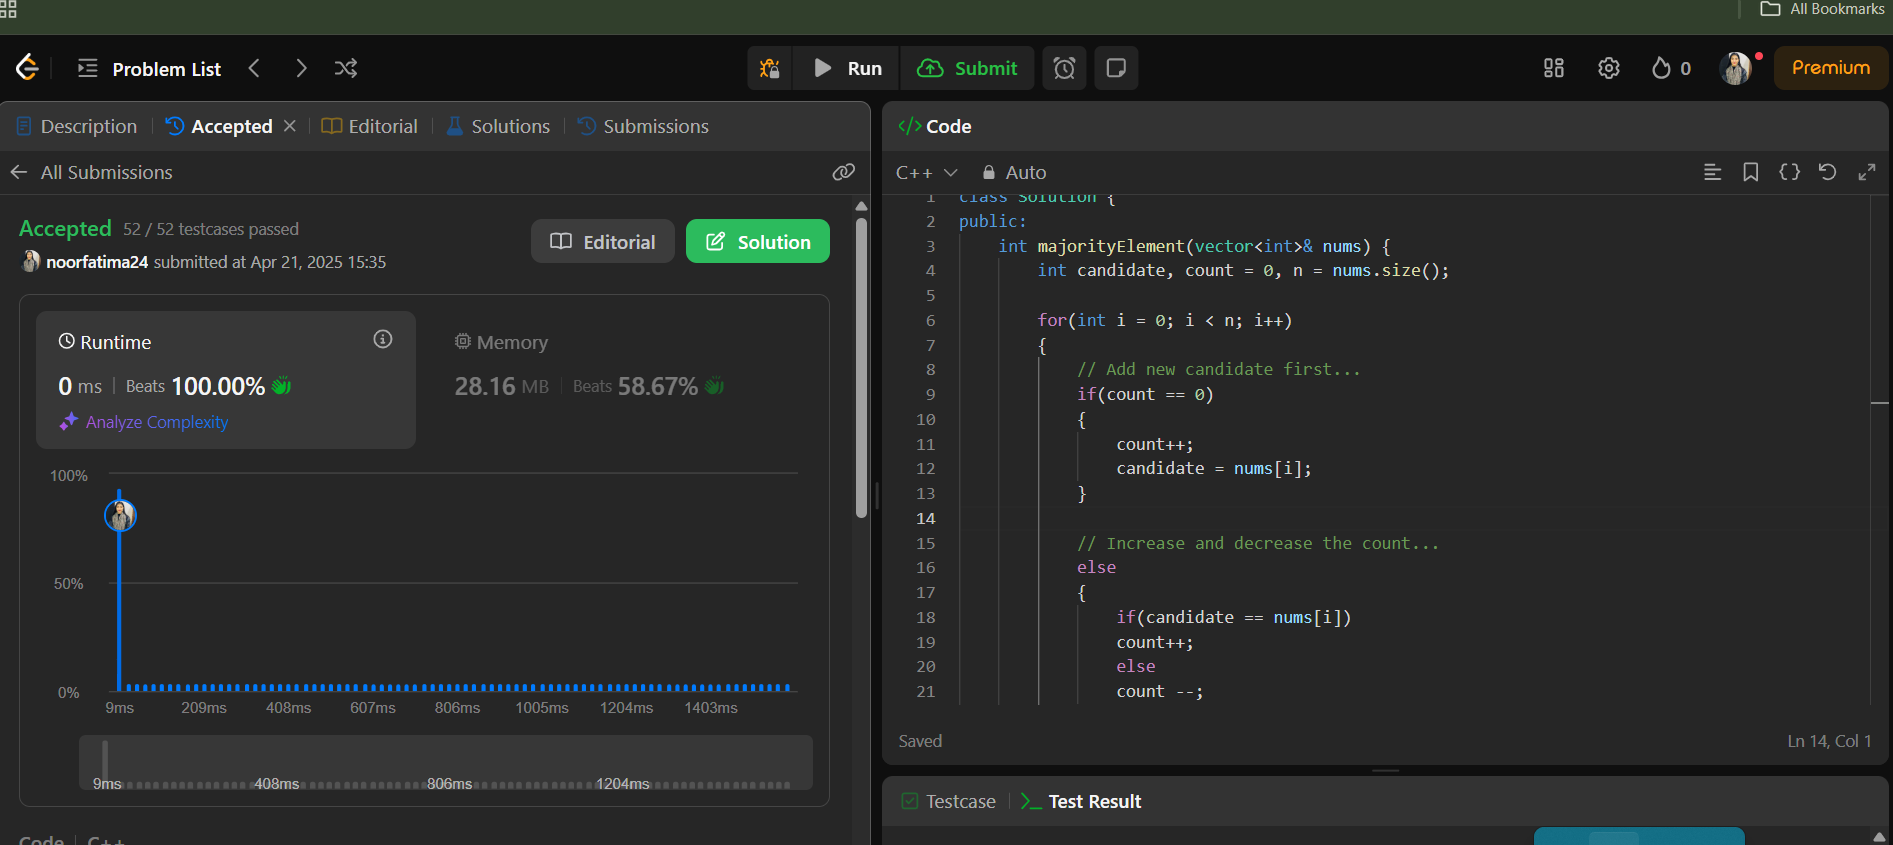 All Bookmarks
Problem List
Run
Submit
0
Premium
Description
Accepted
Editorial
Solutions
Submissions
All Submissions
Accepted 52 / 52 testcases passed
noorfatima24 submitted at Apr 21, 2025 15:35
Editorial
Solution
Runtime
0 ms | Beats 100.00%
Analyze Complexity
Memory
28.16 MB | Beats 58.67%
100%
50%
0%
9ms 209ms 408ms 607ms 806ms 1005ms 1204ms 1403ms
9ms 408ms 806ms 1204ms
Code | C++
</> Code
C++ Auto
1 class Solution {
2 public:
3 int majorityElement(vector<int>& nums) {
4 int candidate, count = 0, n = nums.size();
5
6 for(int i = 0; i < n; i++)
7 {
8 // Add new candidate first...
9 if(count == 0)
10 {
11 count++;
12 candidate = nums[i];
13 }
14
15 // Increase and decrease the count...
16 else
17 {
18 if(candidate == nums[i])
19 count++;
20 else
21 count --;
Saved
Ln 14, Col 1
Testcase
Test Result